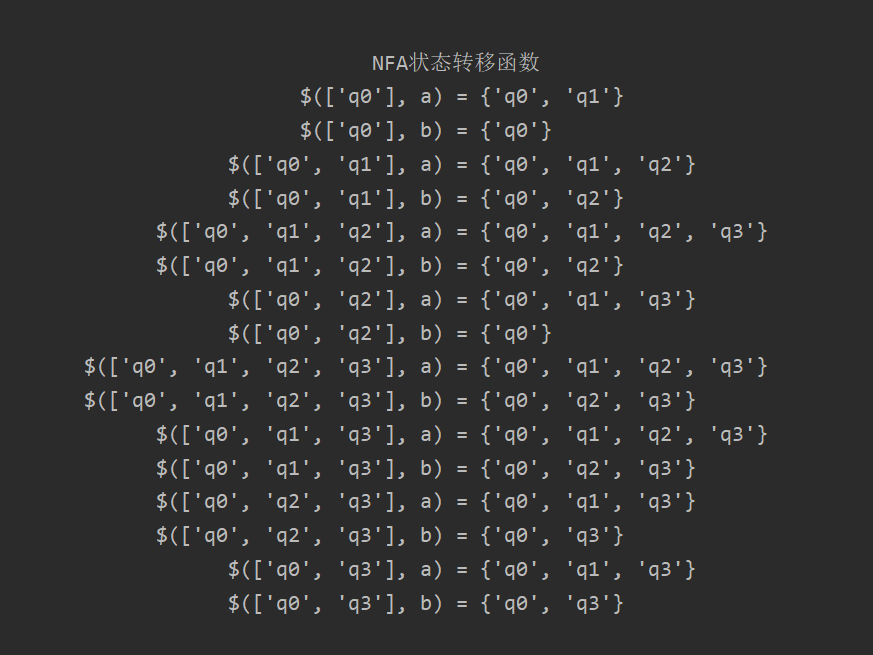 NFA状态转移函数
$(['q0'], a) = {'q0', 'q1'}
$(['q0'], b) = {'q0'}
$(['q0', 'q1'], a) = {'q0', 'q1', 'q2'}
$(['q0', 'q1'], b) = {'q0', 'q2'}
$(['q0', 'q1', 'q2'], a) = {'q0', 'q1', 'q2', 'q3'}
$(['q0', 'q1', 'q2'], b) = {'q0', 'q2'}
$(['q0', 'q2'], a) = {'q0', 'q1', 'q3'}
$(['q0', 'q2'], b) = {'q0'}
$(['q0', 'q1', 'q2', 'q3'], a) = {'q0', 'q1', 'q2', 'q3'}
$(['q0', 'q1', 'q2', 'q3'], b) = {'q0', 'q2', 'q3'}
$(['q0', 'q1', 'q3'], a) = {'q0', 'q1', 'q2', 'q3'}
$(['q0', 'q1', 'q3'], b) = {'q0', 'q2', 'q3'}
$(['q0', 'q2', 'q3'], a) = {'q0', 'q1', 'q3'}
$(['q0', 'q2', 'q3'], b) = {'q0', 'q3'}
$(['q0', 'q3'], a) = {'q0', 'q1', 'q3'}
$(['q0', 'q3'], b) = {'q0', 'q3'}